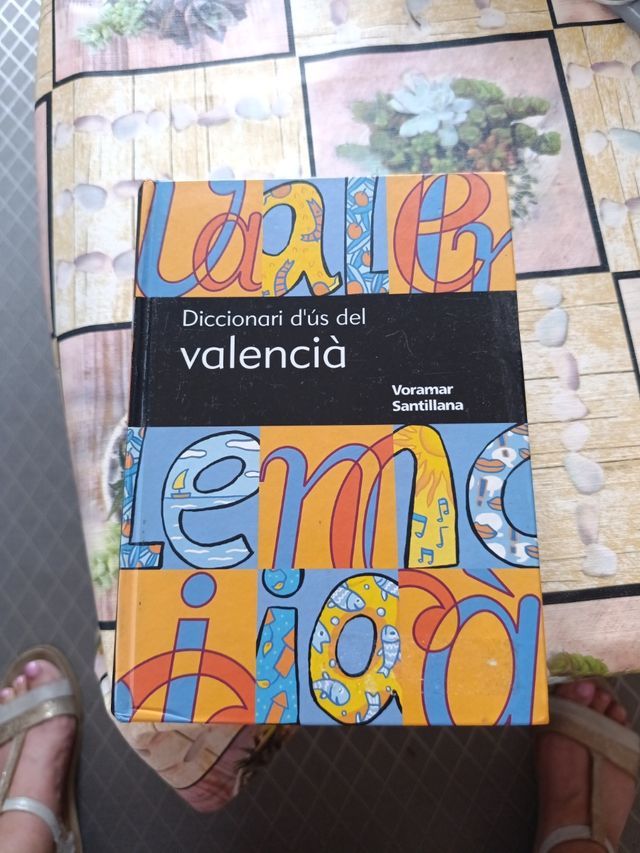 Diccionari d'ús del
valencià
Voramar
Santillana